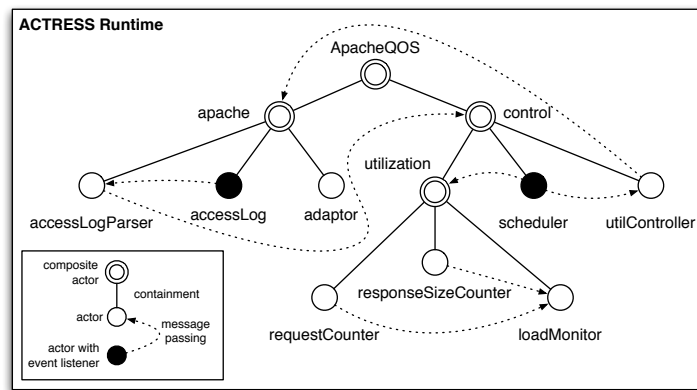 ACTRESS Runtime
ApacheQOS
apache
control
utilization
accessLogParser
accessLog
adaptor
scheduler
utilController
responseSizeCounter
requestCounter
loadMonitor
composite
actor
containment
actor
message
passing
actor with
event listener